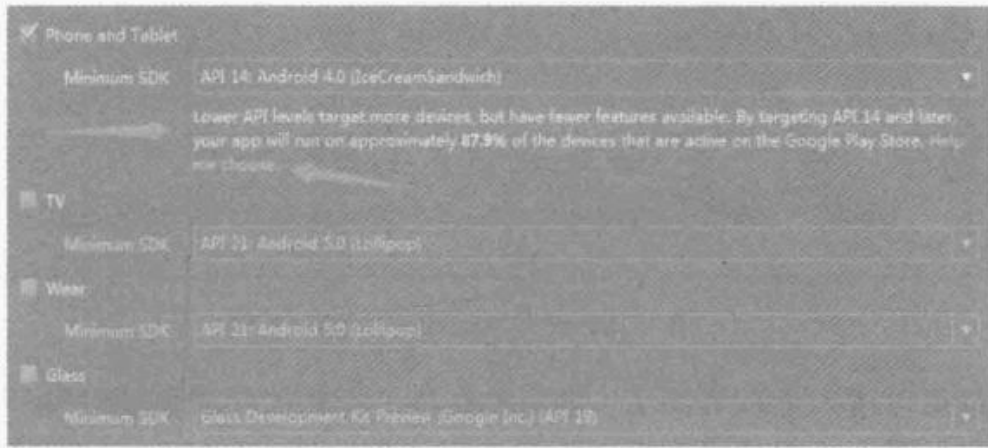 Phone and Tablet
Minimum SDK API 14: Android 4.0 (IceCreamSandwich)
Lower API levels target more devices, but have fewer features available. By targeting API 14 and later,
your app will run on approximately 87.9% of the devices that are active on the Google Play Store. Help
me choose.
TV
Minimum SDK API 21: Android 5.0 (Lollipop)
Wear
Minimum SDK API 21: Android 5.0 (Lollipop)
Glass
Minimum SDK Glass Development Kit Preview (Google Inc.) (API 19)